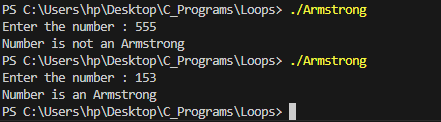 PS C:\Users\hp\Desktop\C_Programs\Loops> ./Armstrong
Enter the number : 555
Number is not an Armstrong
PS C:\Users\hp\Desktop\C_Programs\Loops> ./Armstrong
Enter the number : 153
Number is an Armstrong
PS C:\Users\hp\Desktop\C_Programs\Loops>